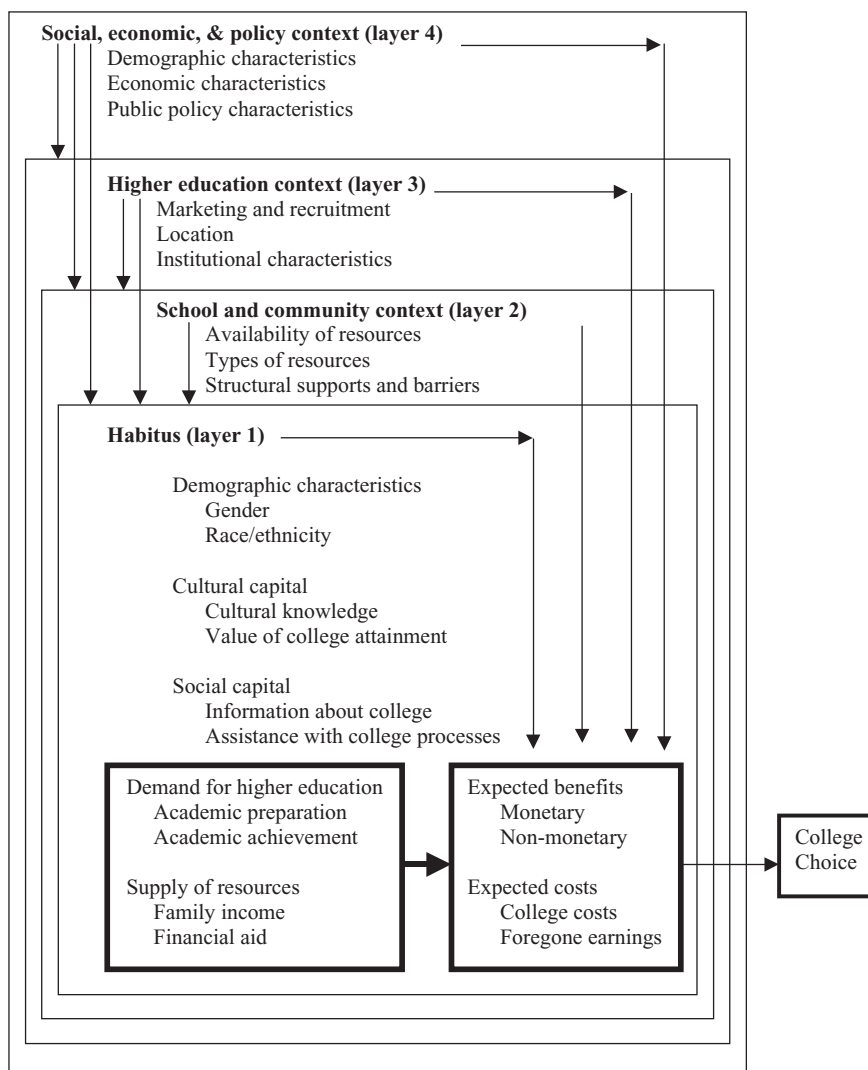 Social, economic, & policy context (layer 4)
Demographic characteristics
Economic characteristics
Public policy characteristics
Higher education context (layer 3)
Marketing and recruitment
Location
Institutional characteristics
School and community context (layer 2)
Availability of resources
Types of resources
Structural supports and barriers
Habitus (layer 1)
Demographic characteristics
Gender
Race/ethnicity
Cultural capital
Cultural knowledge
Value of college attainment
Social capital
Information about college
Assistance with college processes
Demand for higher education
Academic preparation
Academic achievement
Supply of resources
Family income
Financial aid
Expected benefits
Monetary
Non-monetary
Expected costs
College costs
Foregone earnings
College
Choice